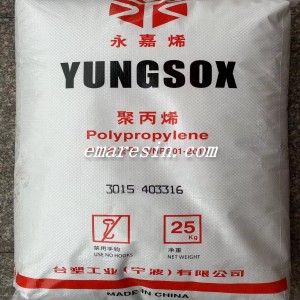 永嘉烯
YUNGSOX
聚丙烯
Polypropylene
emaresin.com
3015 403316
禁用手钩
USE NO HOOKS
25
Kg
净重
NET WEIGHT
台塑工业(宁波)有限公司
MADE IN CHINA